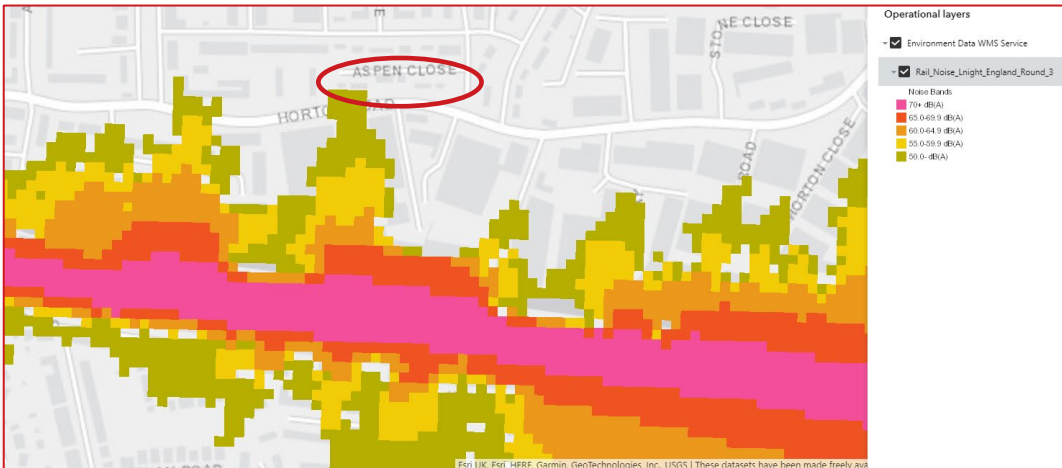 Operational layers
Environment Data WMS Service
Rail_Noise_Lnight_England_Round_3
Noise Bands
70+ dB(A)
65.0-69.9 dB(A)
60.0-64.9 dB(A)
55.0-59.9 dB(A)
50.0- dB(A)
STONE CLOSE
ASPEN CLOSE
HORTON ROAD
ROAD
HORTON CLOSE
ROAD
Esri UK, Esri, HERE, Garmin, GeoTechnologies, Inc., USGS | These datasets have been made freely ava